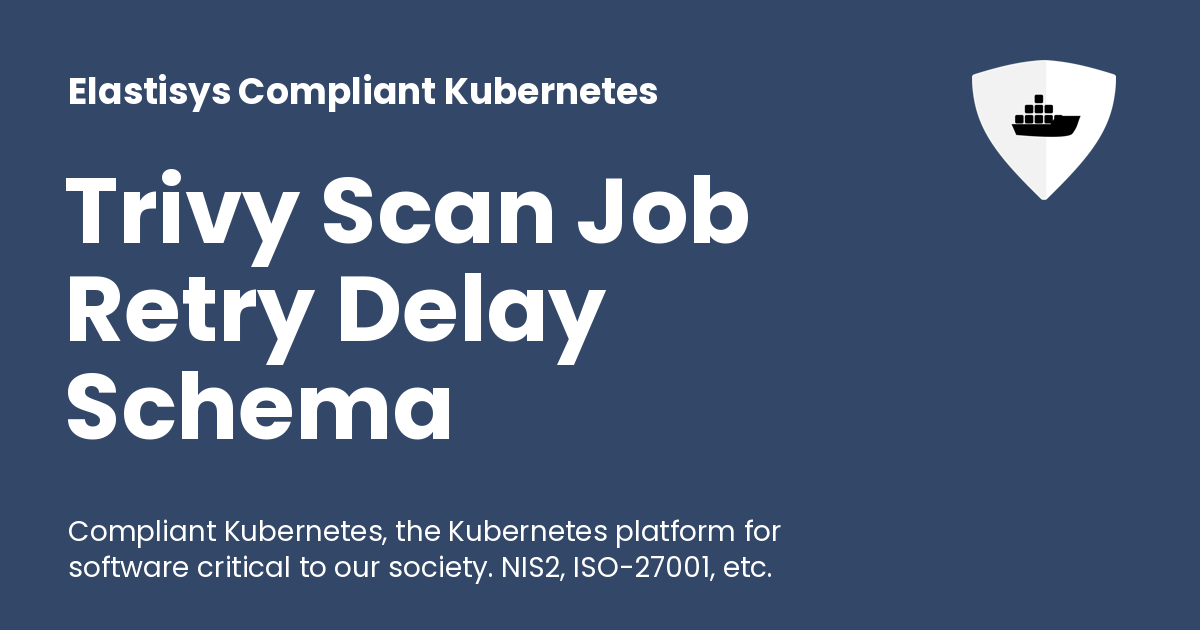 Elastisys Compliant Kubernetes
Trivy Scan Job
Retry Delay
Schema
Compliant Kubernetes, the Kubernetes platform for
software critical to our society. NIS2, ISO-27001, etc.